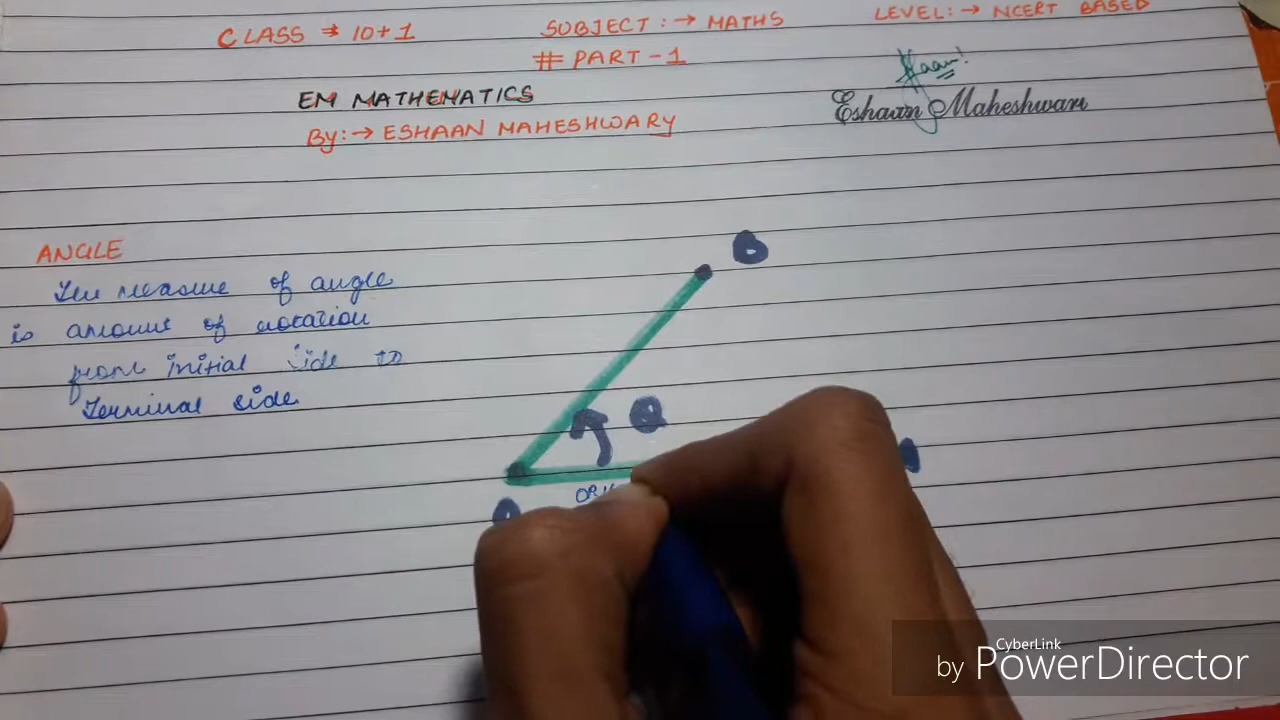 CLASS → 10+1
SUBJECT :→ MATHS
LEVEL :→ NCERT BASED
# PART -1
EM MATHEMATICS
By :→ ESHAAN MAHESHWARY
Eshaan Maheshwari
ANGLE
The measure of angle
is amount of rotation
from initial side to
Terminal side
B
ORI
CyberLink
by PowerDirector